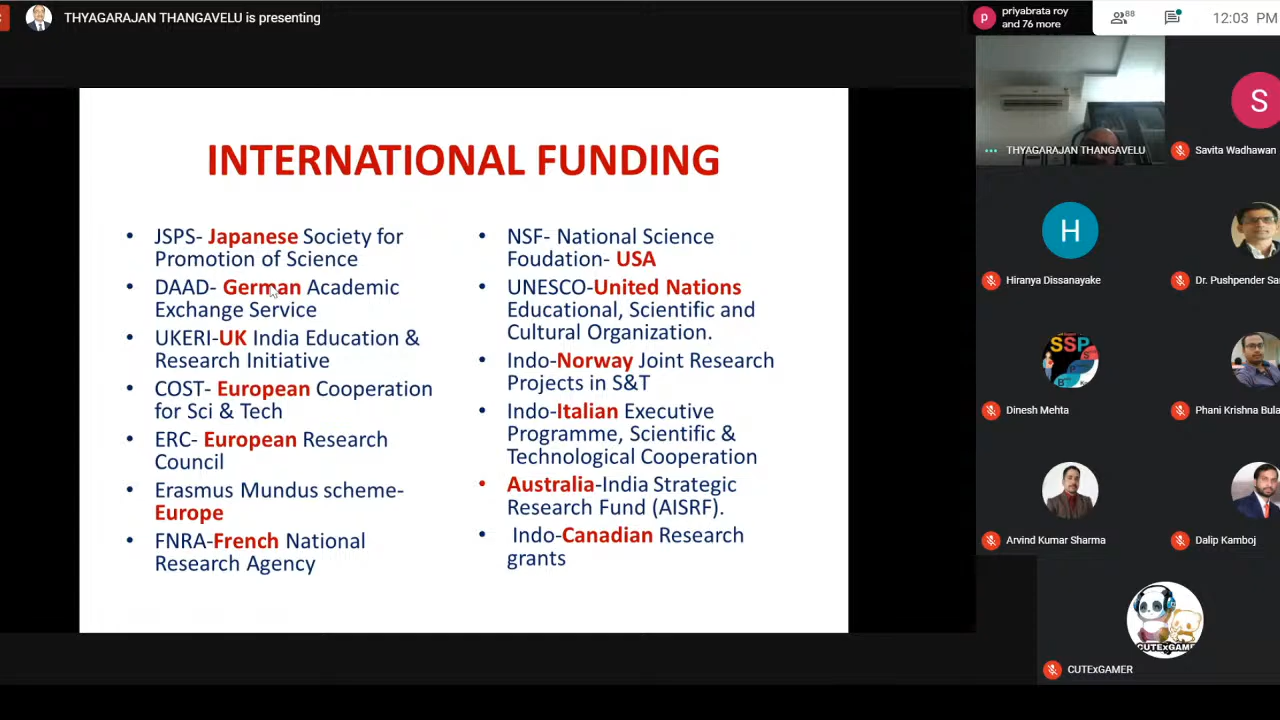 THYAGARAJAN THANGAVELU is presenting
priyabrata roy
and 76 more
88
12:03 PM
INTERNATIONAL FUNDING
• JSPS- Japanese Society for
Promotion of Science
• DAAD- German Academic
Exchange Service
• UKERI-UK India Education &
Research Initiative
• COST- European Cooperation
for Sci & Tech
• ERC- European Research
Council
• Erasmus Mundus scheme-
Europe
• FNRA-French National
Research Agency
• NSF- National Science
Foudation- USA
• UNESCO-United Nations
Educational, Scientific and
Cultural Organization.
• Indo-Norway Joint Research
Projects in S&T
• Indo-Italian Executive
Programme, Scientific &
Technological Cooperation
• Australia-India Strategic
Research Fund (AISRF).
• Indo-Canadian Research
grants
THYAGARAJAN THANGAVELU
S
Savita Wadhawan
H
Hiranya Dissanayake
Dr. Pushpender Sa
SSP
Dinesh Mehta
Phani Krishna Bula
Arvind Kumar Sharma
Dalip Kamboj
CUTExGAMER
CUTExGAMER